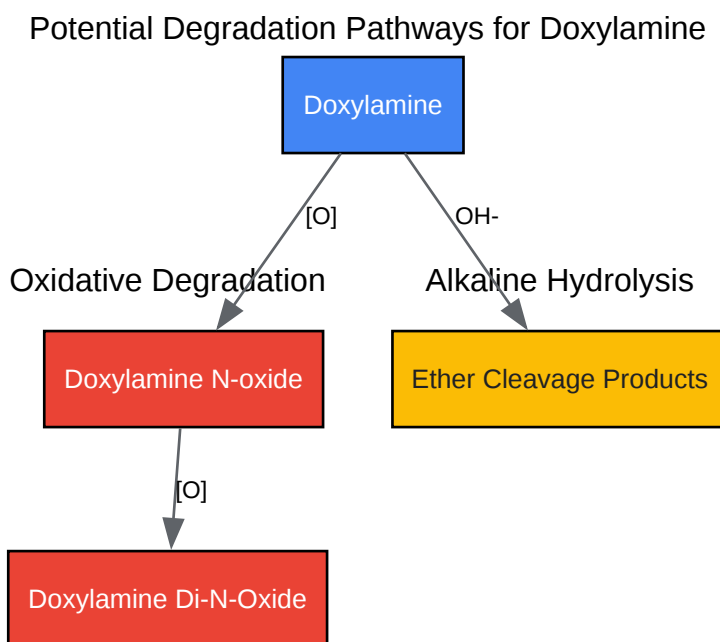 Potential Degradation Pathways for Doxylamine
Doxylamine
[O]
OH-
Oxidative Degradation
Alkaline Hydrolysis
Doxylamine N-oxide
Ether Cleavage Products
[O]
Doxylamine Di-N-Oxide